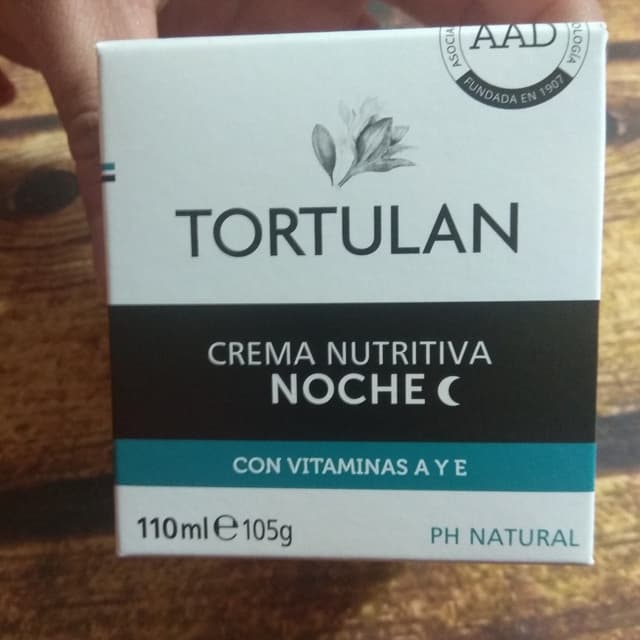 AAD
FUNDADA EN 1907
TORTULAN
CREMA NUTRITIVA
NOCHE
CON VITAMINAS A Y E
110ml e 105g
PH NATURAL